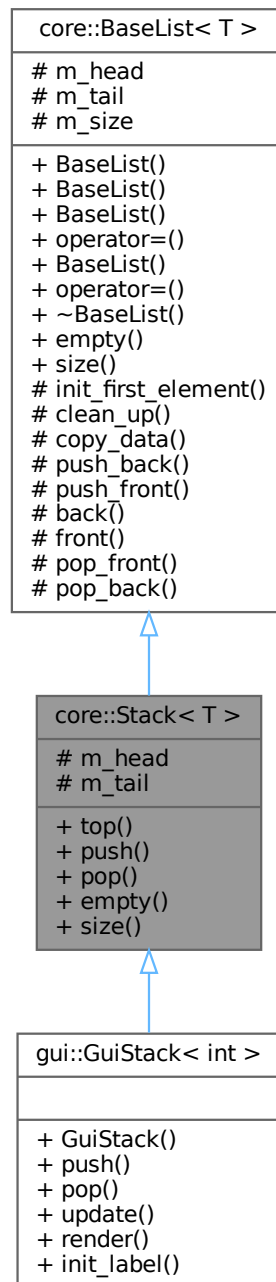 core::BaseList< T >
# m_head
# m_tail
# m_size
+ BaseList()
+ BaseList()
+ BaseList()
+ operator=()
+ BaseList()
+ operator=()
+ ~BaseList()
+ empty()
+ size()
# init_first_element()
# clean_up()
# copy_data()
# push_back()
# push_front()
# back()
# front()
# pop_front()
# pop_back()
core::Stack< T >
# m_head
# m_tail
+ top()
+ push()
+ pop()
+ empty()
+ size()
gui::GuiStack< int >
+ GuiStack()
+ push()
+ pop()
+ update()
+ render()
+ init_label()